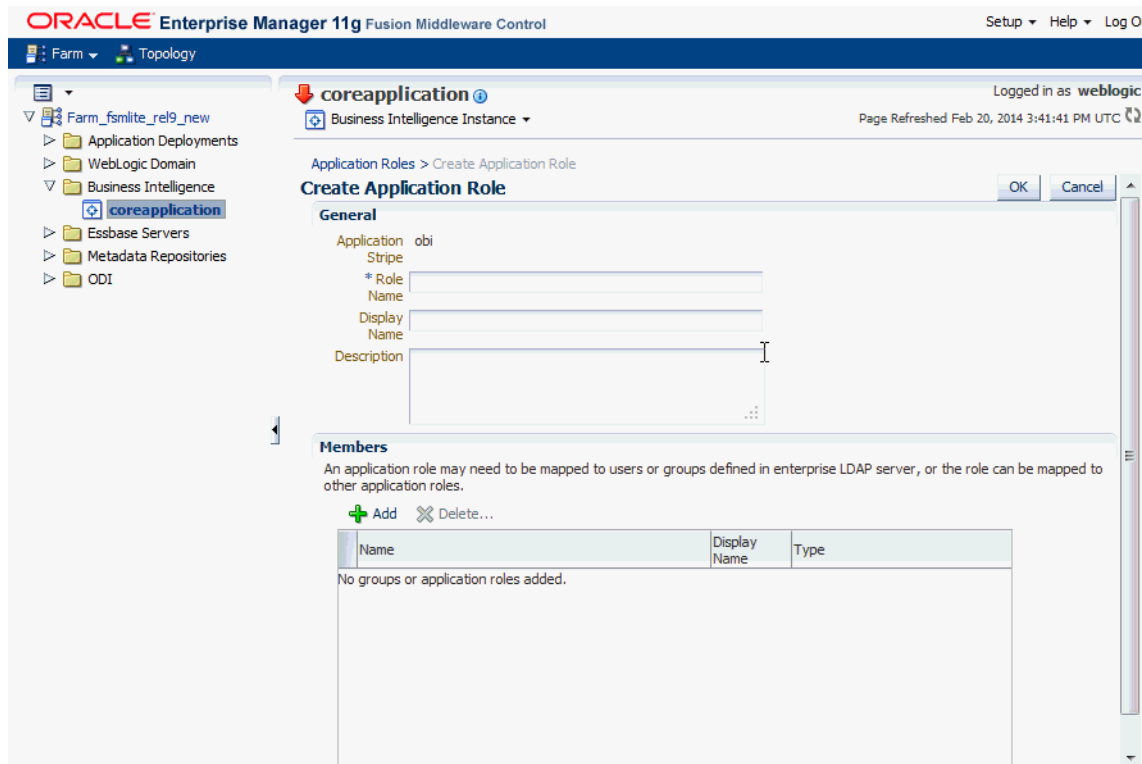 ORACLE Enterprise Manager 11g Fusion Middleware Control
Setup Help Log O
Farm Topology
Farm_fsmlite_rel9_new
Application Deployments
WebLogic Domain
Business Intelligence
coreapplication
Essbase Servers
Metadata Repositories
ODI
coreapplication
Logged in as weblogic
Business Intelligence Instance
Page Refreshed Feb 20, 2014 3:41:41 PM UTC
Application Roles > Create Application Role
Create Application Role
OK Cancel
General
Application obi
Stripe
* Role
Name
Display
Name
Description
Members
An application role may need to be mapped to users or groups defined in enterprise LDAP server, or the role can be mapped to
other application roles.
Add Delete...
Name Display Name Type
No groups or application roles added.